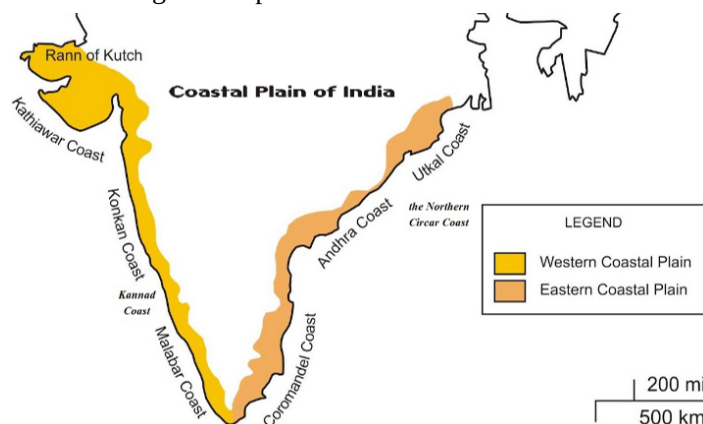 Rann of Kutch
Coastal Plain of India
Kathiawar Coast
Utkal Coast
Konkan Coast
the Northern
Circar Coast
Andhra Coast
LEGEND
Western Coastal Plain
Eastern Coastal Plain
Kannad
Coast
Malabar Coast
Coromandel Coast
200 mi
500 km